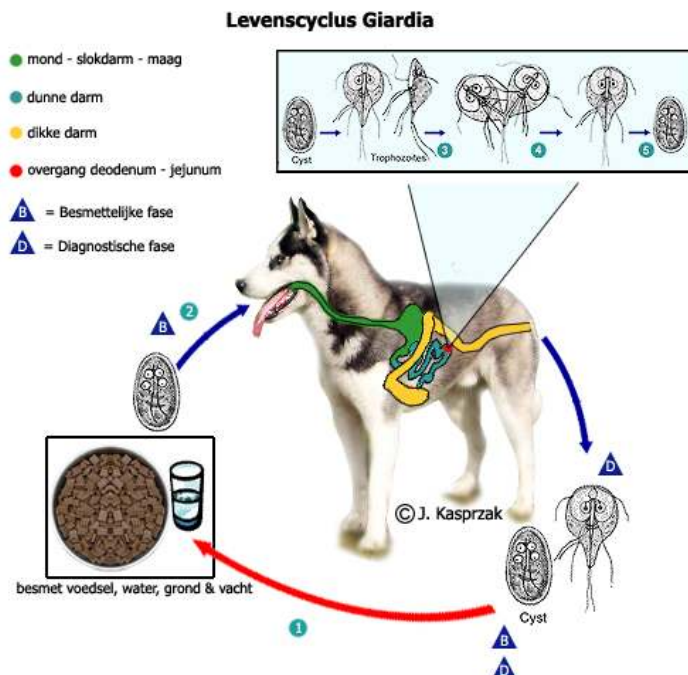 Levenscyclus Giardia
mond - slokdarm - maag
dunne darm
dikke darm
overgang deodenum - jejunum
B = Besmettelijke fase
D = Diagnostische fase
Cyst
Trophozoites
3
4
5
B
2
D
© J. Kasprzak
besmet voedsel, water, grond & vacht
Cyst
1
B
D